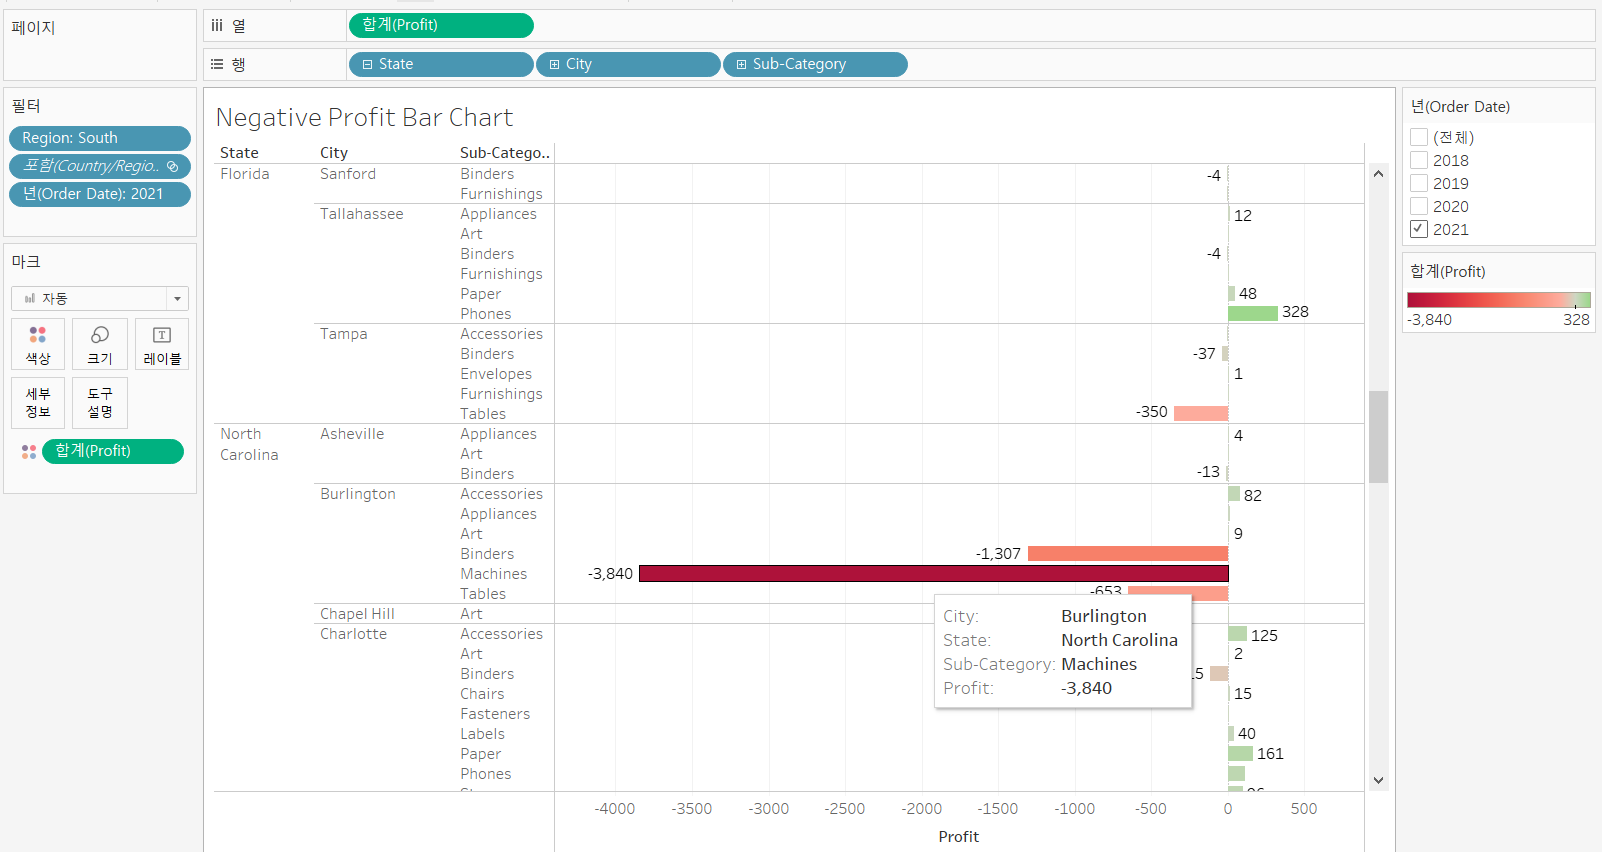 페이지
iii 열
합계(Profit)
행
State
City
Sub-Category
필터
Region: South
포함(Country/Regio..
년(Order Date): 2021
마크
자동
색상
크기
레이블
세부
정보
도구
설명
합계(Profit)
Negative Profit Bar Chart
State City Sub-Catego..
Florida Sanford Binders -4
Furnishings
Tallahassee Appliances 12
Art
Binders -4
Furnishings
Paper 48
Phones 328
Tampa Accessories
Binders -37
Envelopes 1
Furnishings
Tables -350
North
Carolina
Asheville Appliances 4
Art
Binders -13
Burlington Accessories 82
Appliances
Art 9
Binders -1,307
Machines -3,840
Tables -653
Chapel Hill Art
Charlotte Accessories 125
Art 2
Binders
Chairs 15
Fasteners
Labels 40
Paper 161
Phones
City: Burlington
State: North Carolina
Sub-Category: Machines
Profit: -3,840
-4000 -3500 -3000 -2500 -2000 -1500 -1000 -500 0 500
Profit
년(Order Date)
(전체)
2018
2019
2020
2021
합계(Profit)
-3,840 328